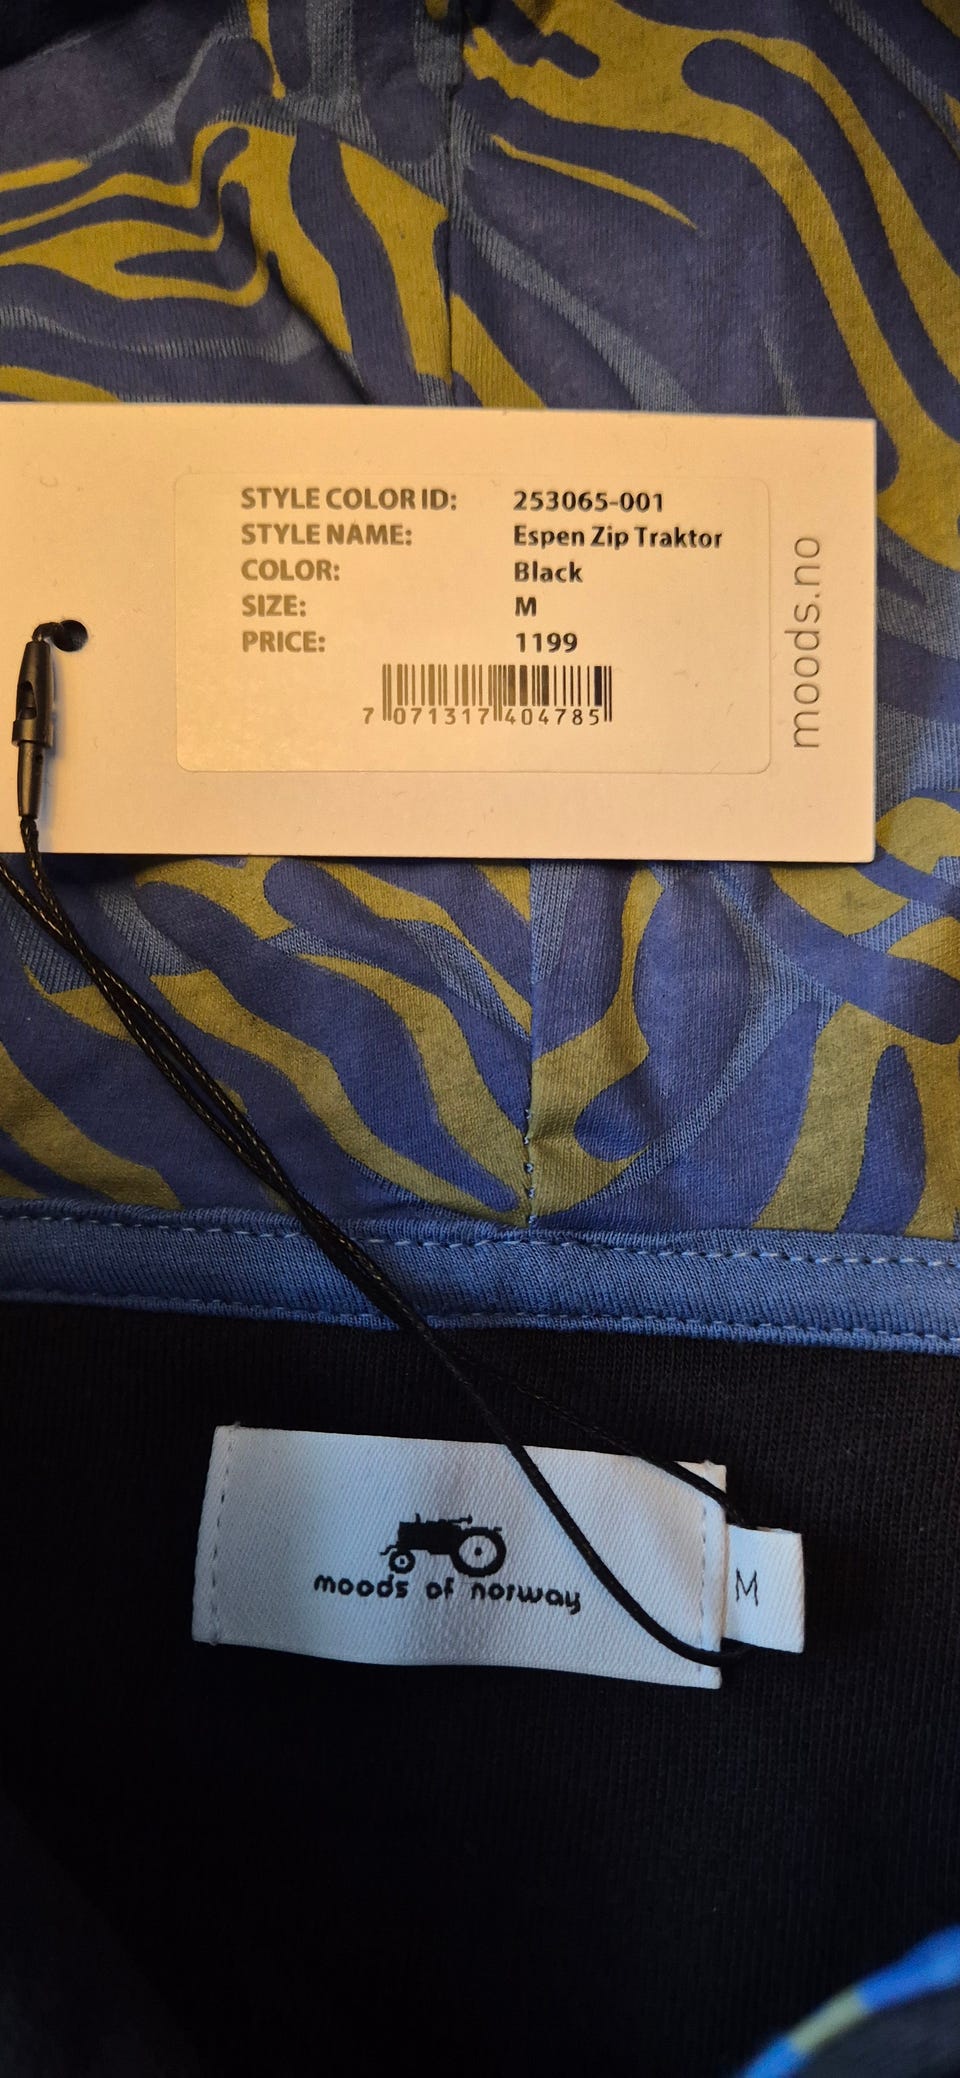 STYLE COLOR ID: 253065-001
STYLE NAME: Espen Zip Traktor
COLOR: Black
SIZE: M
PRICE: 1199
7 071317 404785
moods.no
moods of norway
M